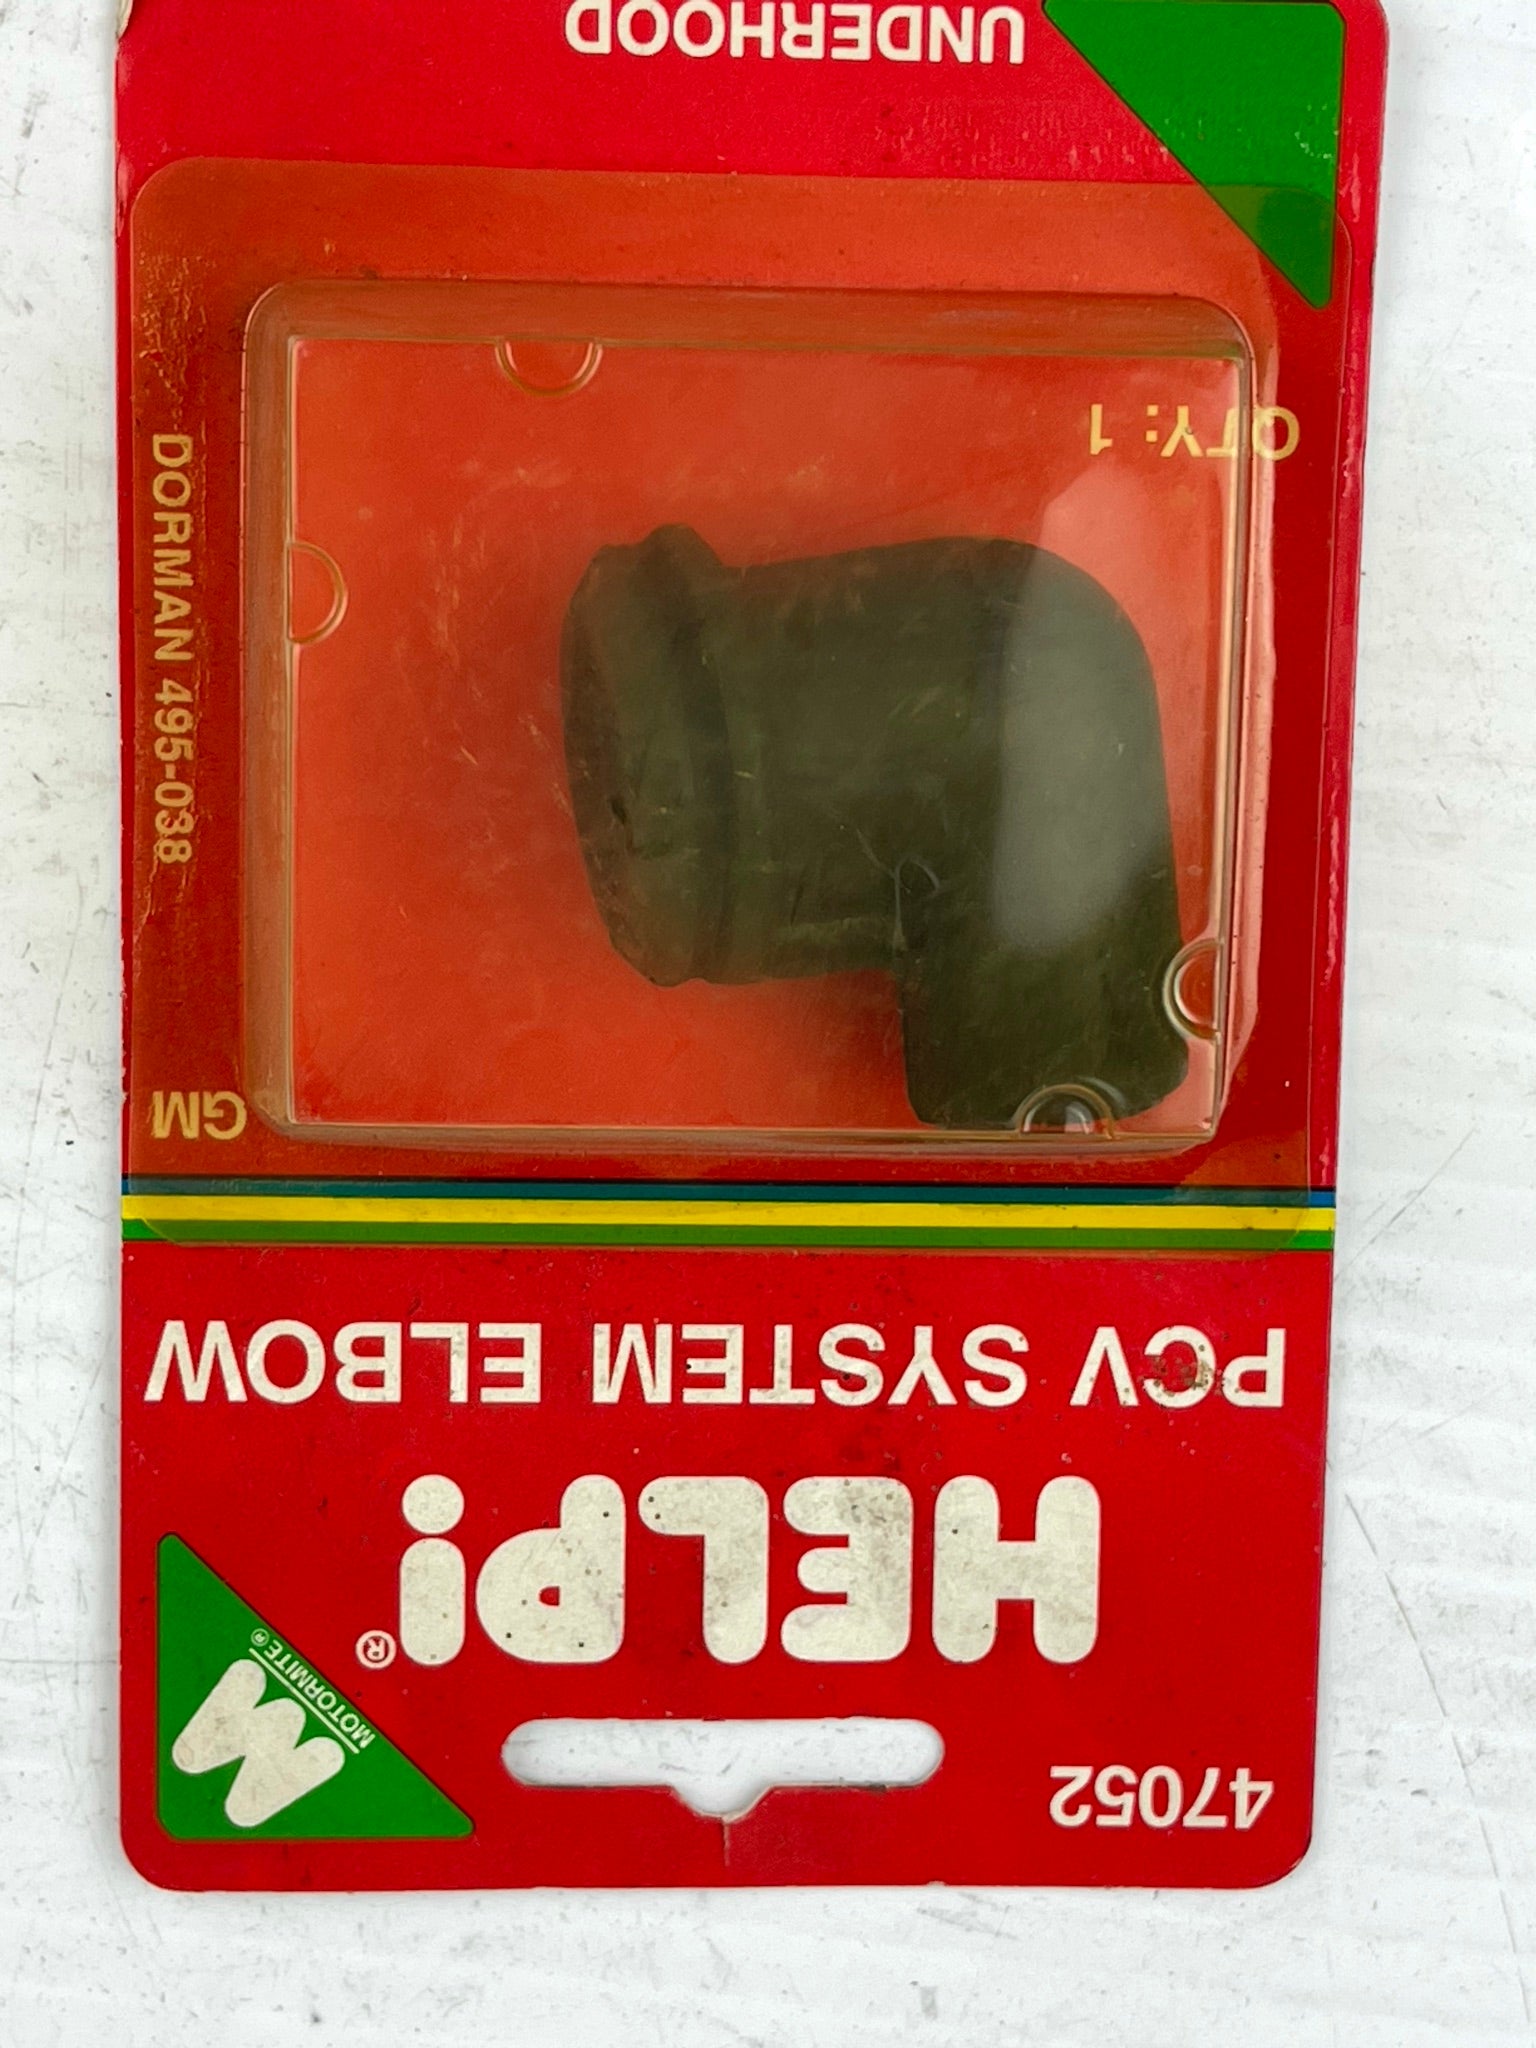 47052
MOTORMITE®
HELP!®
PCV SYSTEM ELBOW
GM
DORMAN 495-038
QTY: 1
UNDERHOOD